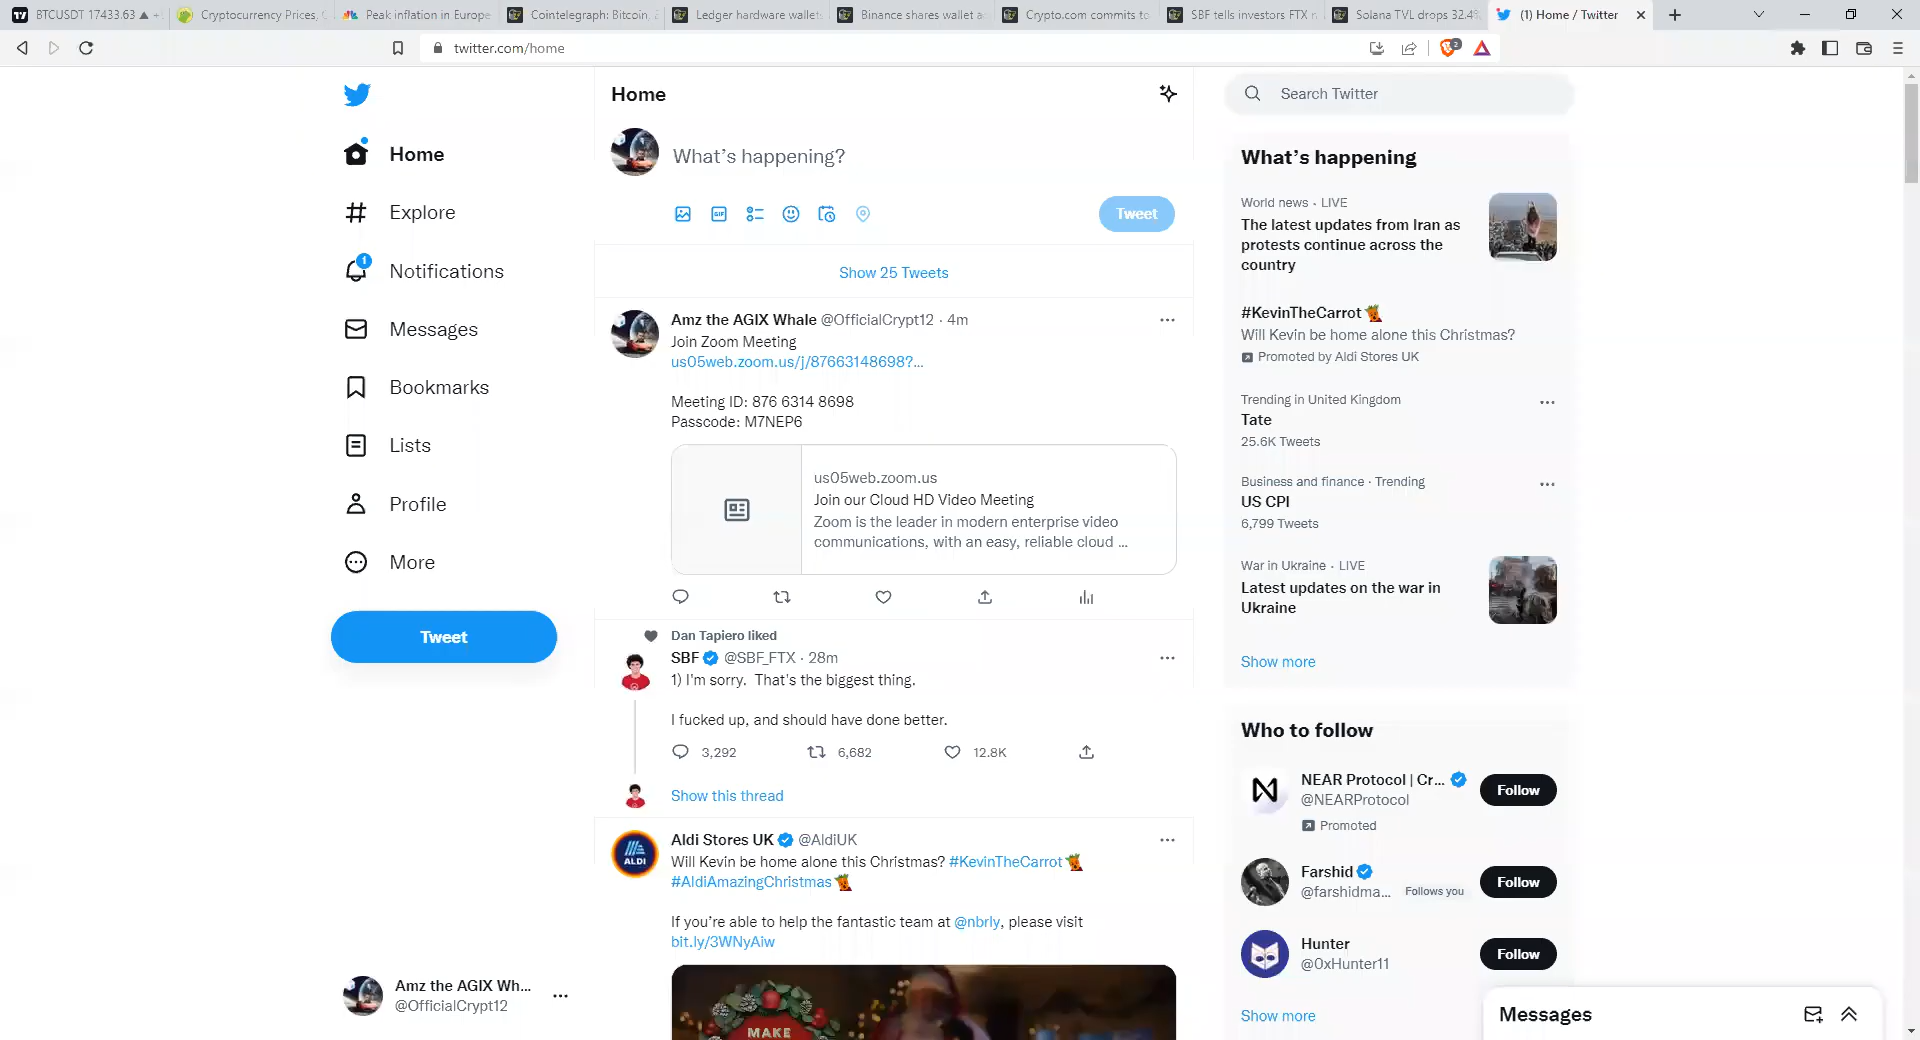 BTCUSDT 17433.63 ▲ +
Cryptocurrency Prices, C
Peak inflation in Europe
Cointelegraph: Bitcoin,
Ledger hardware wallet
Binance shares wallet a
Crypto.com commits to
SBF tells investors FTX n
Solana TVL drops 32.4%
(1) Home / Twitter
twitter.com/home
2
Home
Explore
1
Notifications
Messages
Bookmarks
Lists
Profile
More
Tweet
Amz the AGIX Wh...
@OfficialCrypt12
Home
What's happening?
GIF
Tweet
Show 25 Tweets
Amz the AGIX Whale @OfficialCrypt12 · 4m
Join Zoom Meeting
us05web.zoom.us/j/87663148698?...
Meeting ID: 876 6314 8698
Passcode: M7NEP6
us05web.zoom.us
Join our Cloud HD Video Meeting
Zoom is the leader in modern enterprise video
communications, with an easy, reliable cloud ...
Dan Tapiero liked
SBF @SBF_FTX · 28m
1) I'm sorry. That's the biggest thing.
I fucked up, and should have done better.
3,292 6,682 12.8K
Show this thread
Aldi Stores UK @AldiUK
Will Kevin be home alone this Christmas? #KevinTheCarrot
#AldiAmazingChristmas
If you're able to help the fantastic team at @nbrly, please visit
bit.ly/3WNyAiw
ALDI
MAKE
Search Twitter
What's happening
World news · LIVE
The latest updates from Iran as
protests continue across the
country
#KevinTheCarrot
Will Kevin be home alone this Christmas?
Promoted by Aldi Stores UK
Trending in United Kingdom
Tate
25.6K Tweets
Business and finance · Trending
US CPI
6,799 Tweets
War in Ukraine · LIVE
Latest updates on the war in
Ukraine
Show more
Who to follow
NEAR Protocol | Cr...
@NEARProtocol
Follow
Promoted
Farshid
@farshidma... Follows you
Follow
Hunter
@0xHunter11
Follow
Show more
Messages